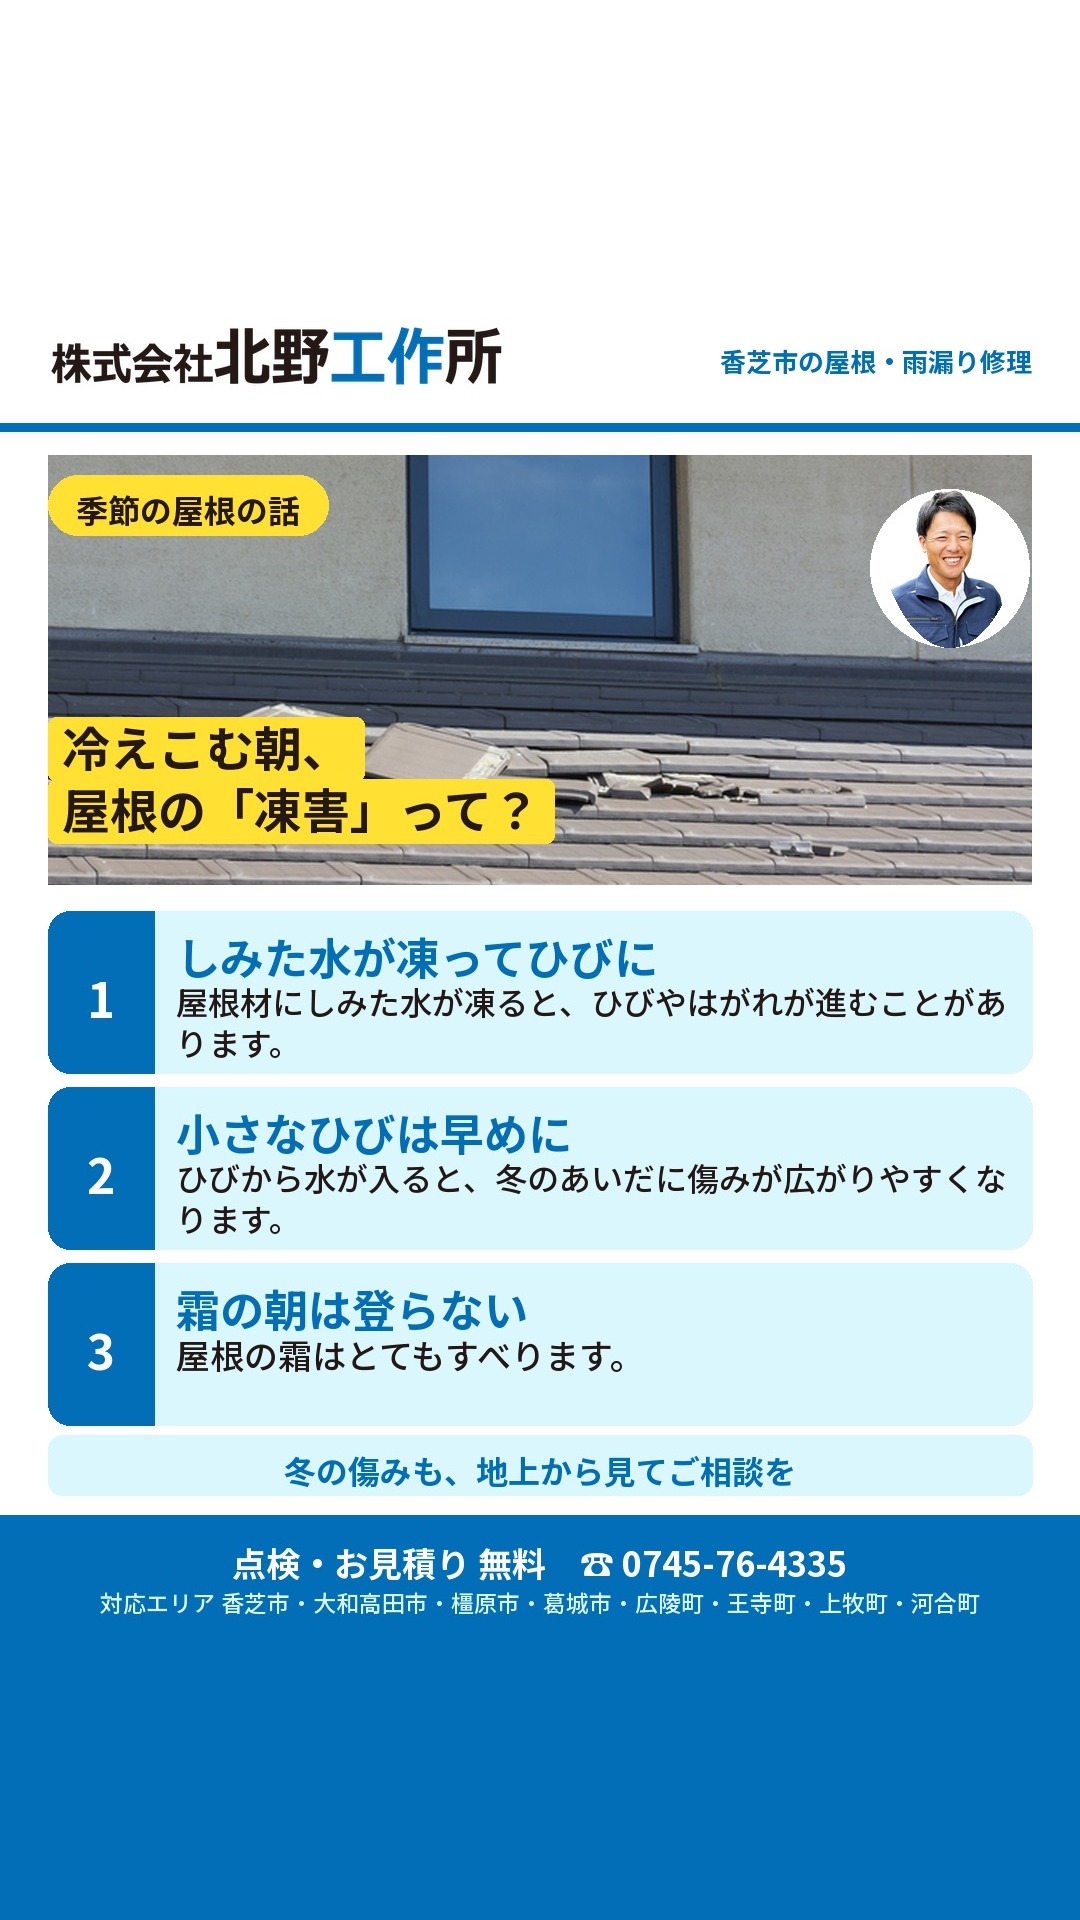 株式会社北野工作所
香芝市の屋根・雨漏り修理
季節の屋根の話
冷えこむ朝、
屋根の「凍害」って？
1
しみた水が凍ってひびに
屋根材にしみた水が凍ると、ひびやはがれが進むことがあ
ります。
2
小さなひびは早めに
ひびから水が入ると、冬のあいだに傷みが広がりやすくな
ります。
3
霜の朝は登らない
屋根の霜はとてもすべります。
冬の傷みも、地上から見てご相談を
点検・お見積り 無料　☎ 0745-76-4335
対応エリア 香芝市・大和高田市・橿原市・葛城市・広陵町・王寺町・上牧町・河合町